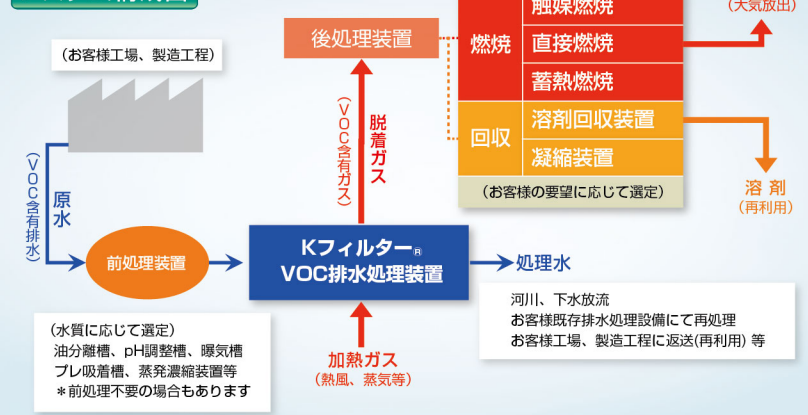 (お客様工場、製造工程)
原水
(VOC含有排水)
前処理装置
(水質に応じて選定)
油分離槽、pH調整槽、曝気槽
プレ吸着槽、蒸発濃縮装置等
*前処理不要の場合もあります
後処理装置
脱着ガス
(VOC含有ガス)
Kフィルター®
VOC排水処理装置
加熱ガス
(熱風、蒸気等)
燃焼
触媒燃焼
直接燃焼
蓄熱燃焼
回収
溶剤回収装置
凝縮装置
(お客様の要望に応じて選定)
(大気放出)
溶 剤
(再利用)
処理水
河川、下水放流
お客様既存排水処理設備にて再処理
お客様工場、製造工程に返送(再利用) 等